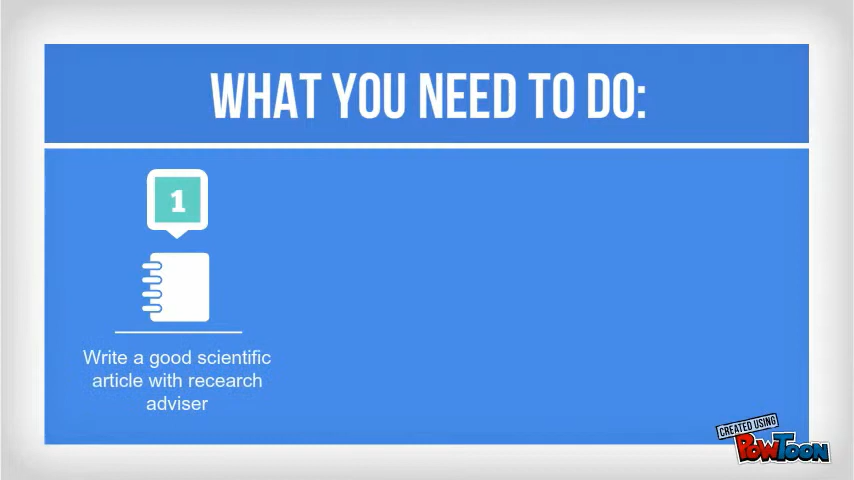 WHAT YOU NEED TO DO:
1
Write a good scientific
article with recearch
adviser
CREATED USING
POWTOON